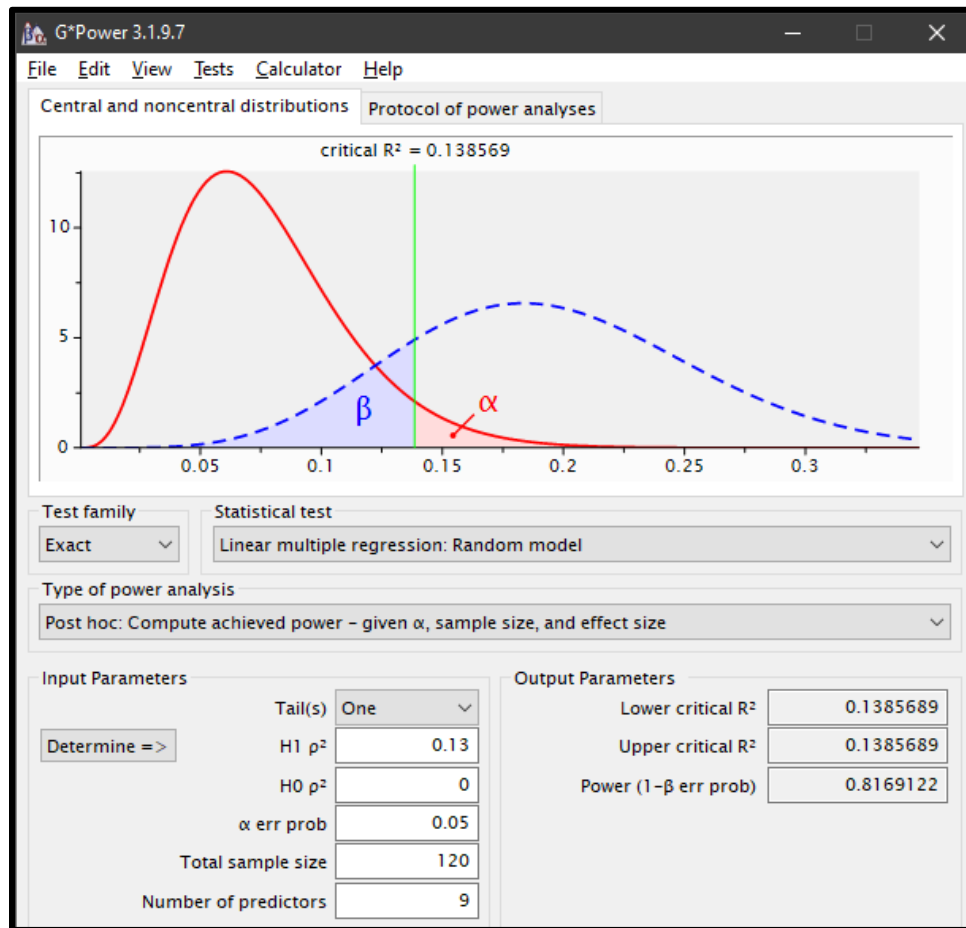 G*Power 3.1.9.7
File Edit View Tests Calculator Help
Central and noncentral distributions Protocol of power analyses
critical R² = 0.138569
10
5
0
β
α
0.05 0.1 0.15 0.2 0.25 0.3
Test family Statistical test
Exact Linear multiple regression: Random model
Type of power analysis
Post hoc: Compute achieved power – given α, sample size, and effect size
Input Parameters Output Parameters
Tail(s) One Lower critical R² 0.1385689
Determine => H1 ρ² 0.13 Upper critical R² 0.1385689
H0 ρ² 0 Power (1-β err prob) 0.8169122
α err prob 0.05
Total sample size 120
Number of predictors 9